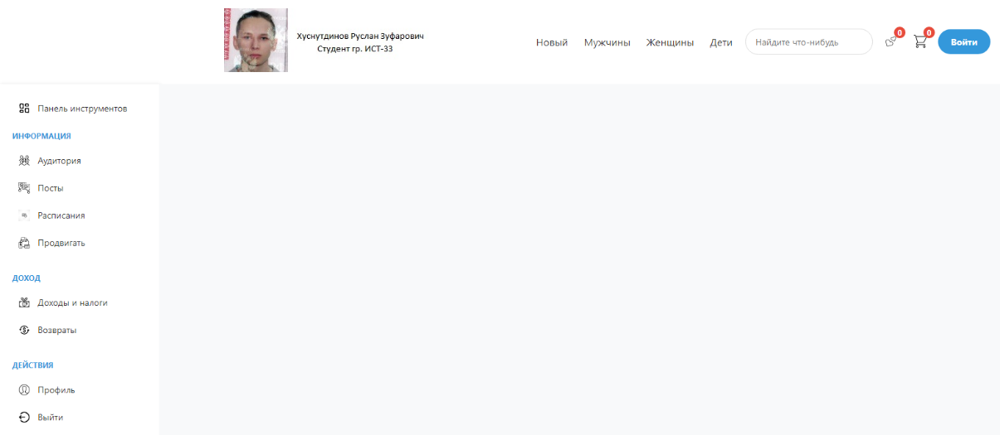 Хуснутдинов Руслан Зуфарович
Студент гр. ИСТ-33
Новый Мужчины Женщины Дети Найдите что-нибудь 0 0 Войти
Панель инструментов
ИНФОРМАЦИЯ
Аудитория
Посты
Расписания
Продвигать
ДОХОД
Доходы и налоги
Возвраты
ДЕЙСТВИЯ
Профиль
Выйти